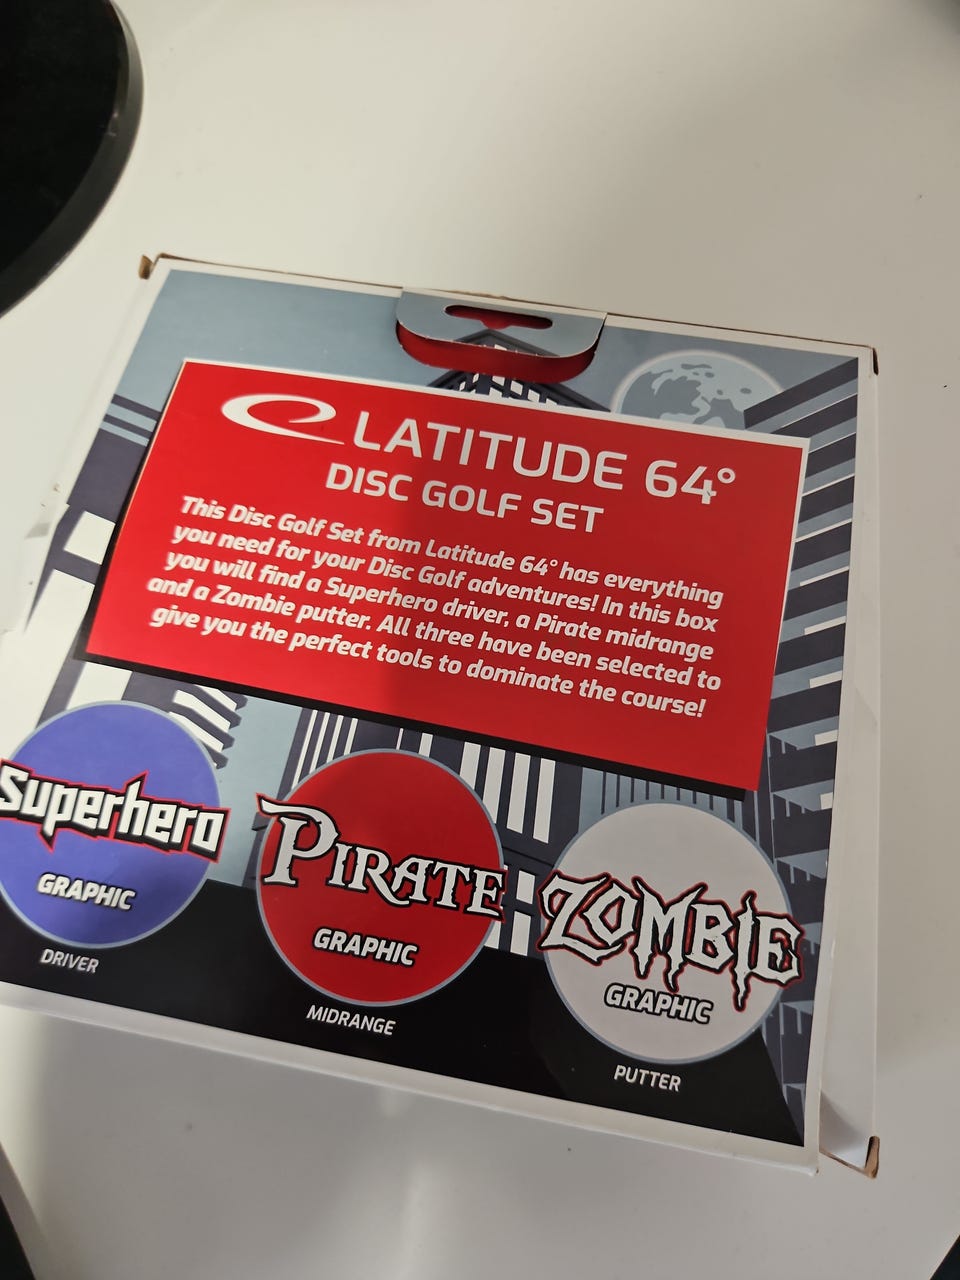 LATITUDE 64°
DISC GOLF SET
This Disc Golf Set from Latitude 64° has everything
you need for your Disc Golf adventures! In this box
you will find a Superhero driver, a Pirate midrange
and a Zombie putter. All three have been selected to
give you the perfect tools to dominate the course!
Superhero
GRAPHIC
DRIVER
PIRATE
GRAPHIC
MIDRANGE
ZOMBIE
GRAPHIC
PUTTER